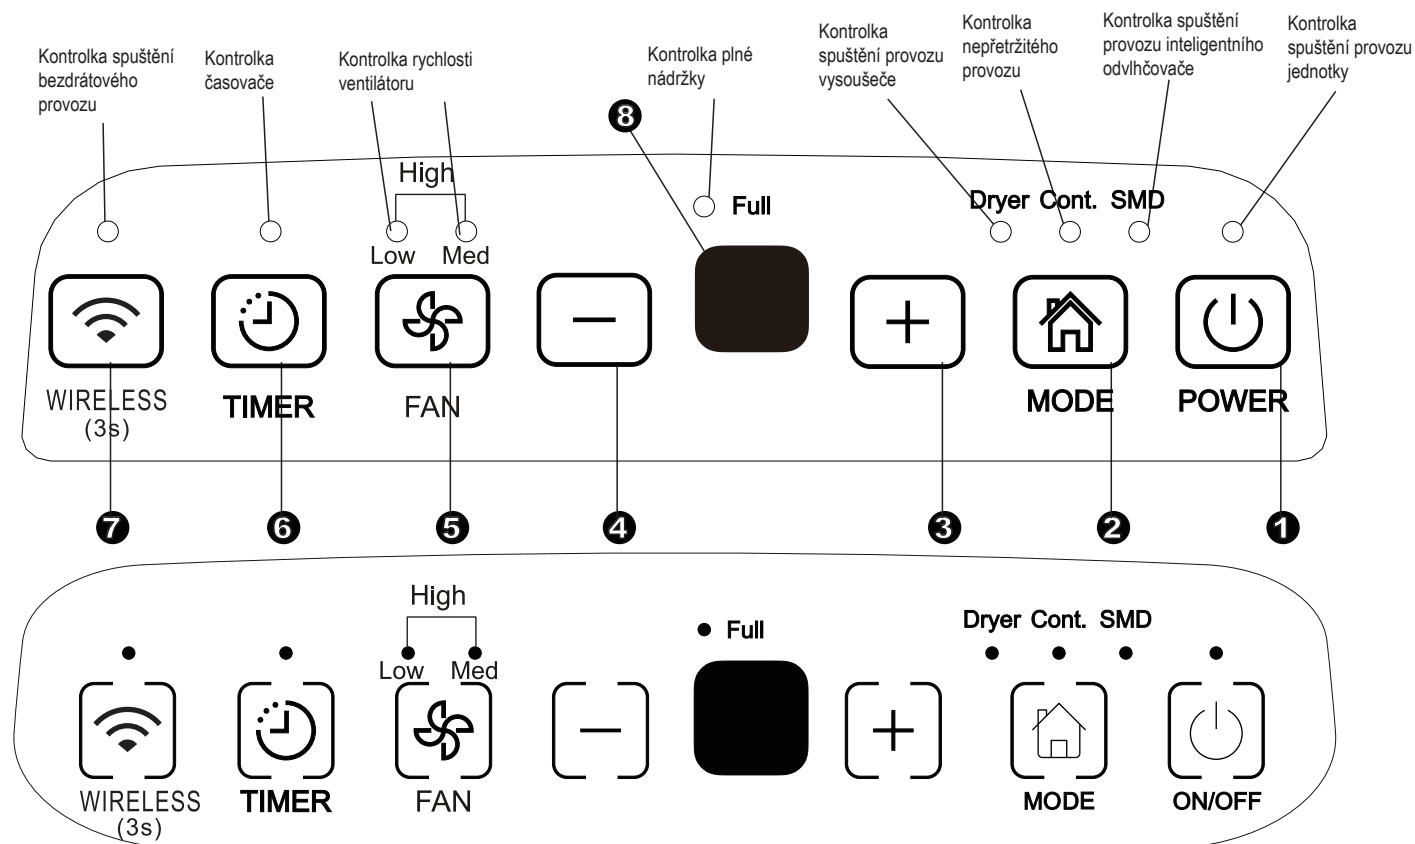 Kontrolka spuštění
bezdrátového
provozu
Kontrolka
časovače
Kontrolka rychlosti
ventilátoru
Kontrolka plné
nádržky
Kontrolka
spuštění provozu
vysoušeče
Kontrolka
nepřetržitého
provozu
Kontrolka spuštění
provozu inteligentního
odvlhčovače
Kontrolka
spuštění provozu
jednotky
8
High
Low Med
Full
Dryer Cont. SMD
WIRELESS
(3s)
TIMER
FAN
MODE
POWER
7 6 5 4 3 2 1
High
Low Med
Full
Dryer Cont. SMD
WIRELESS
(3s)
TIMER
FAN
MODE
ON/OFF